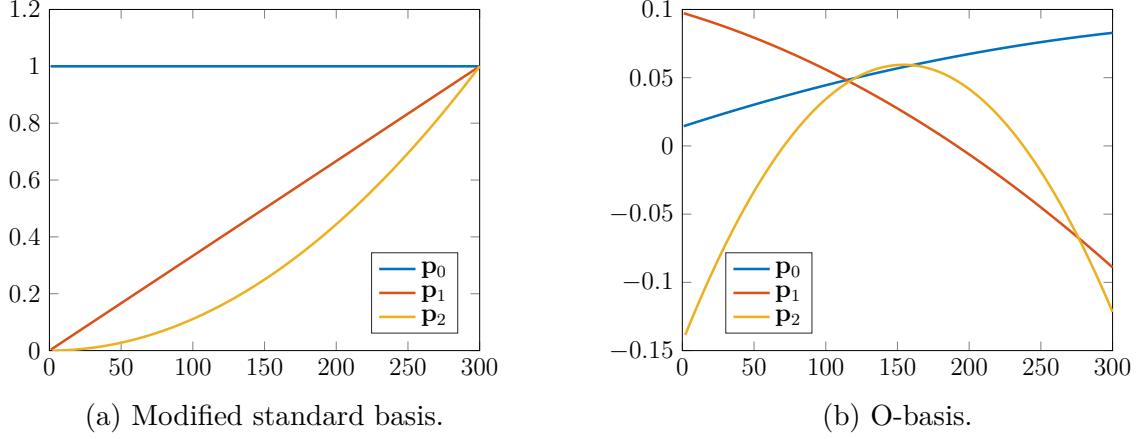 1.2
1
0.8
0.6
0.4
0.2
0
0 50 100 150 200 250 300
p₀
p₁
p₂
(a) Modified standard basis.
0.1
0.05
0
−0.05
−0.1
−0.15
0 50 100 150 200 250 300
p₀
p₁
p₂
(b) O-basis.